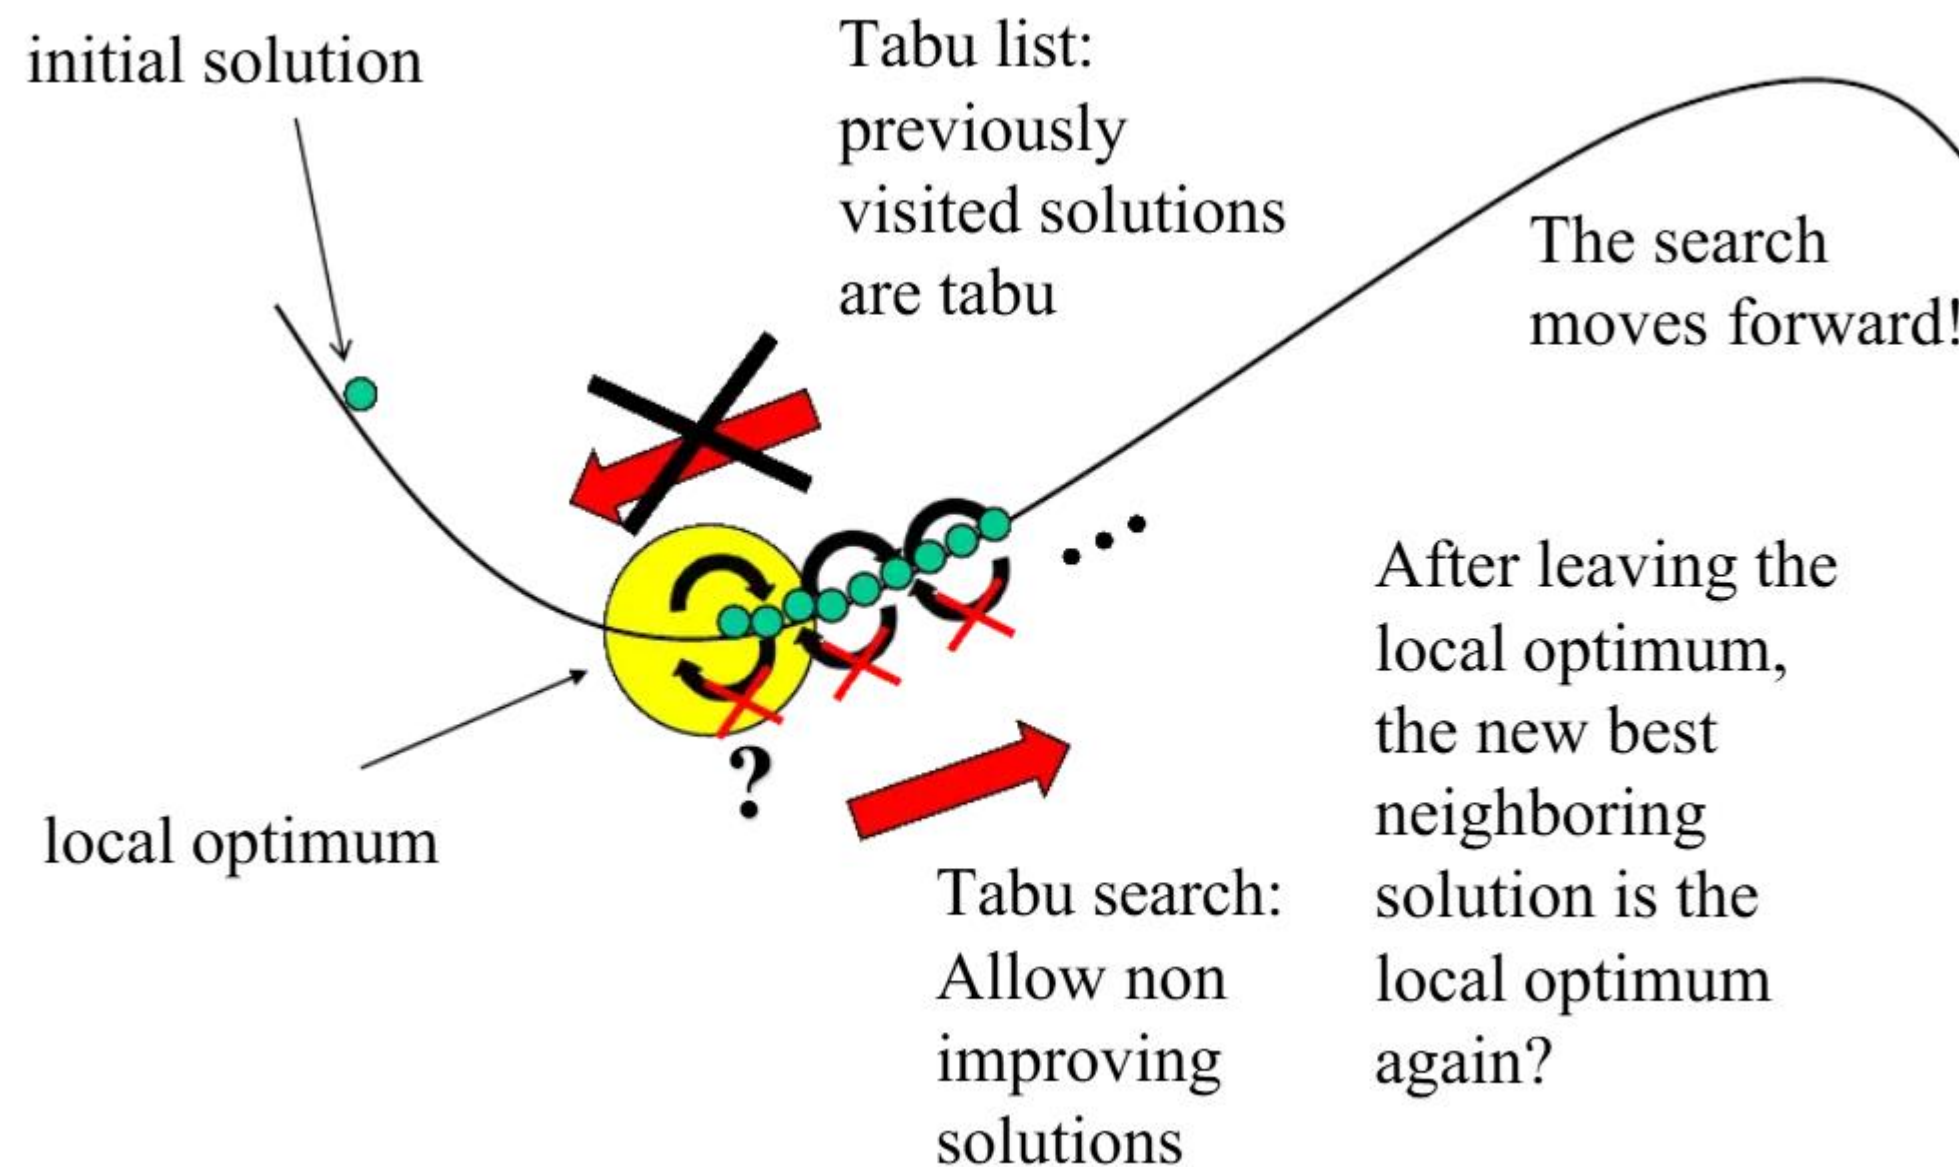 initial solution
Tabu list:
previously
visited solutions
are tabu
The search
moves forward!
local optimum
?
Tabu search:
Allow non
improving
solutions
After leaving the
local optimum,
the new best
neighboring
solution is the
local optimum
again?